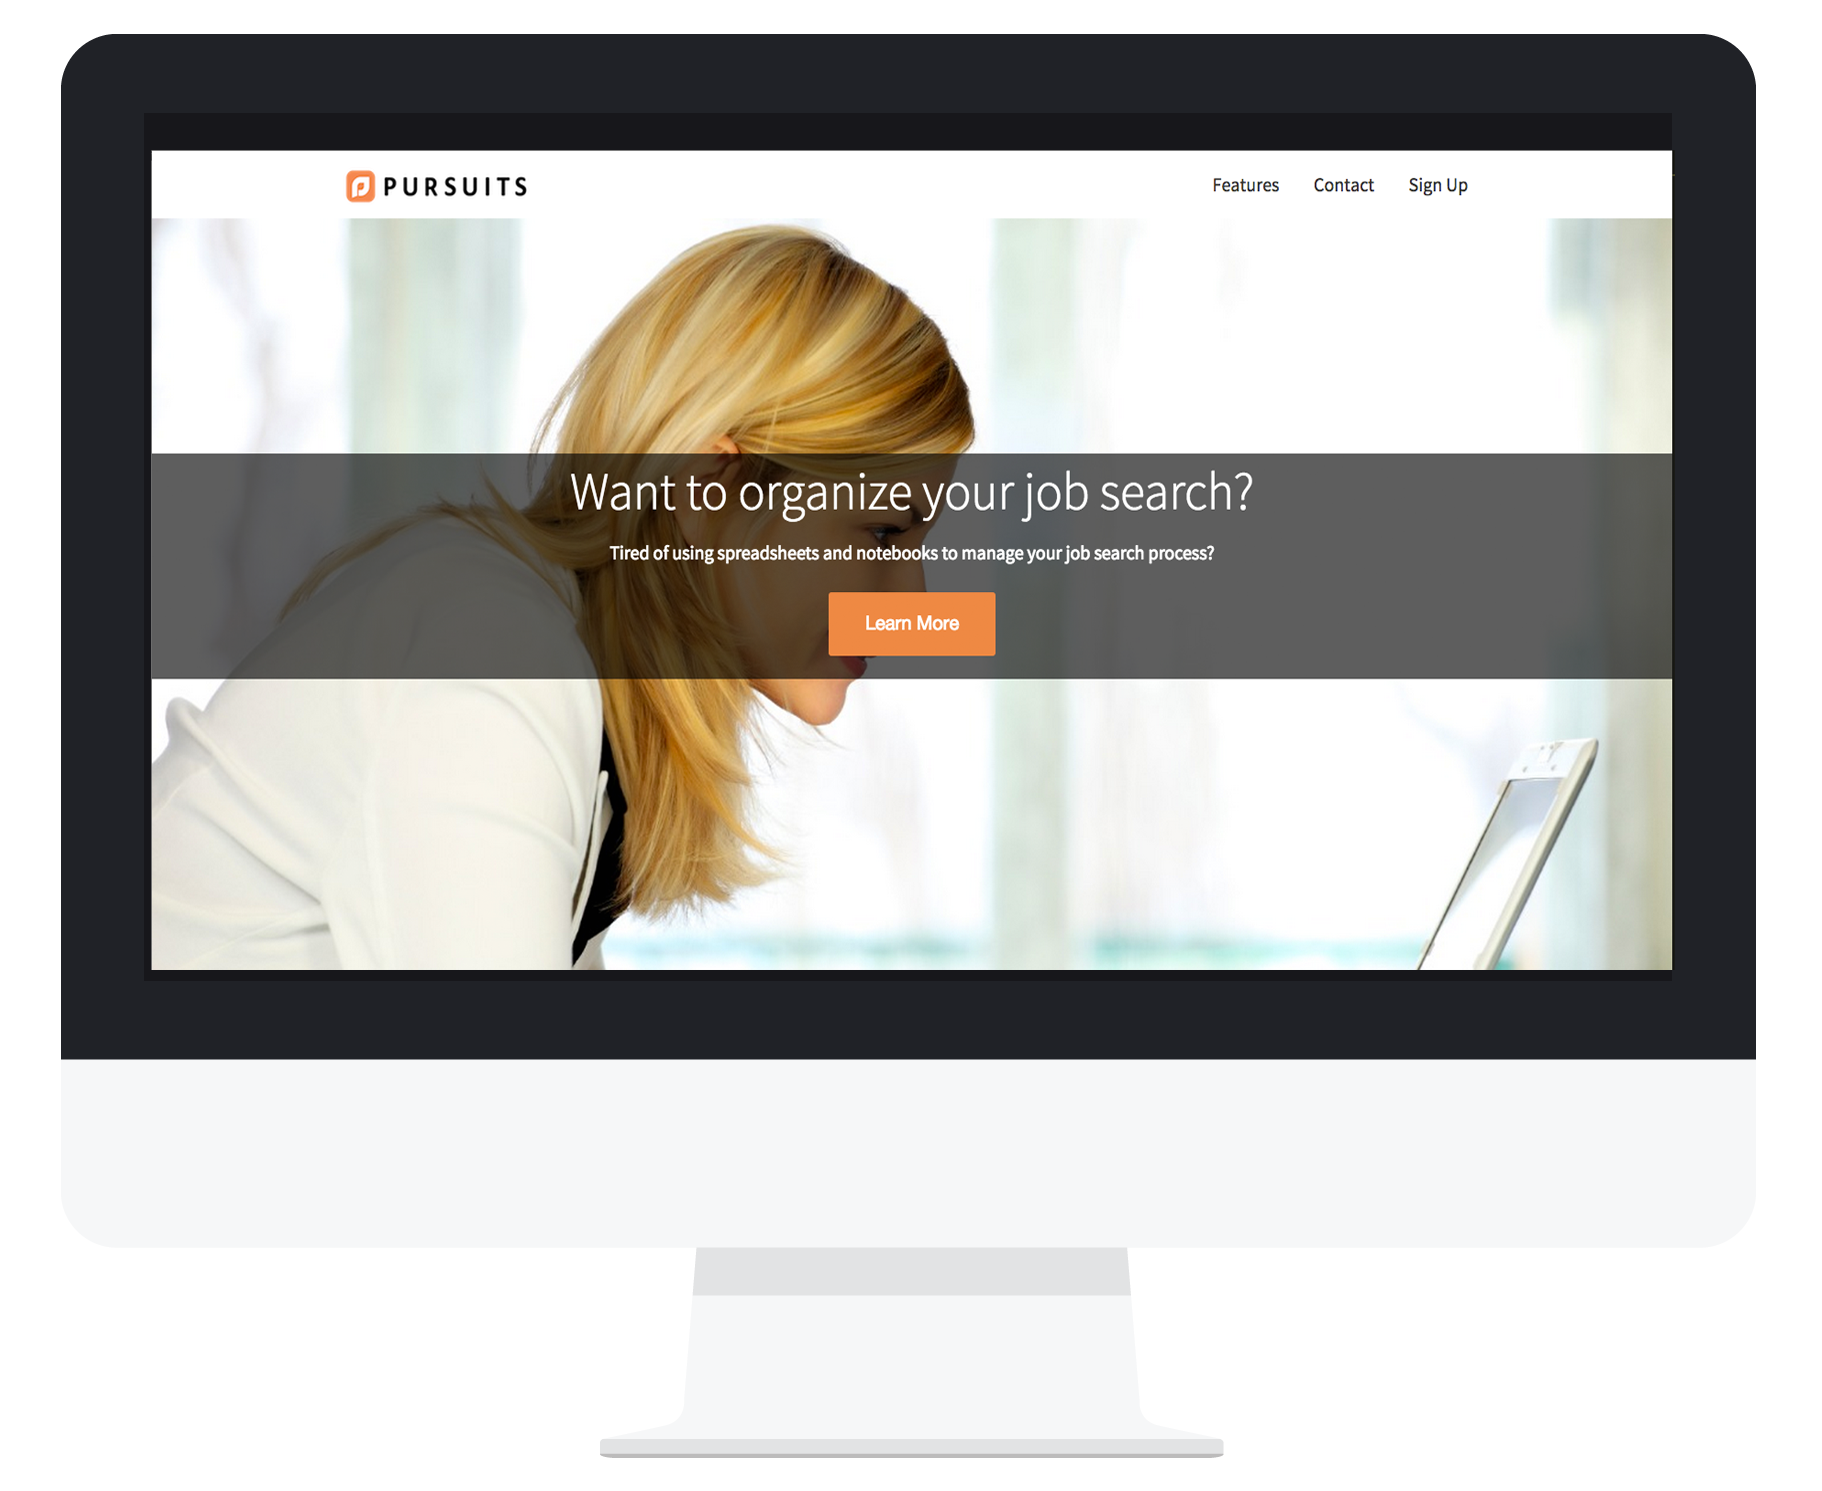 PURSUITS
Features Contact Sign Up
Want to organize your job search?
Tired of using spreadsheets and notebooks to manage your job search process?
Learn More